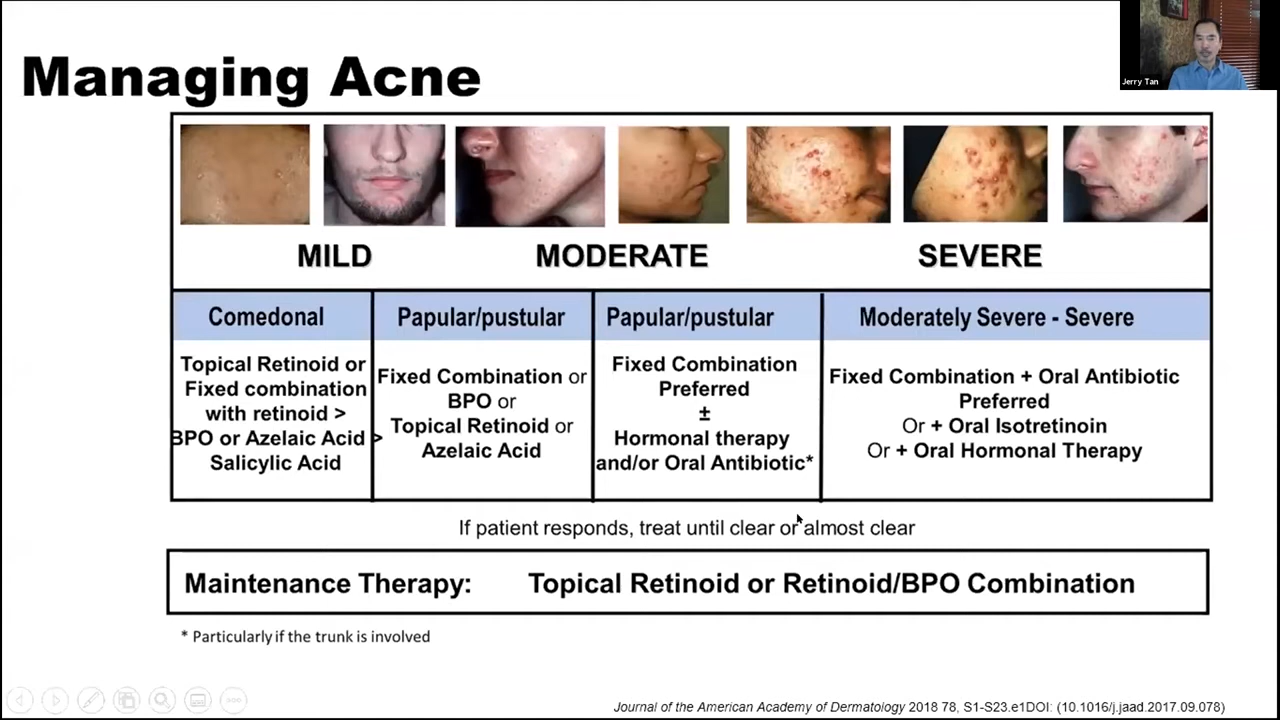 Managing Acne
Jerry Tan
MILD
MODERATE
SEVERE
Comedonal
Papular/pustular
Papular/pustular
Moderately Severe - Severe
Topical Retinoid or
Fixed combination
with retinoid >
BPO or Azelaic Acid >
Salicylic Acid
Fixed Combination or
BPO or
Topical Retinoid or
Azelaic Acid
Fixed Combination
Preferred
±
Hormonal therapy
and/or Oral Antibiotic*
Fixed Combination + Oral Antibiotic
Preferred
Or + Oral Isotretinoin
Or + Oral Hormonal Therapy
If patient responds, treat until clear or almost clear
Maintenance Therapy: Topical Retinoid or Retinoid/BPO Combination
* Particularly if the trunk is involved
Journal of the American Academy of Dermatology 2018 78, S1-S23.e1DOI: (10.1016/j.jaad.2017.09.078)